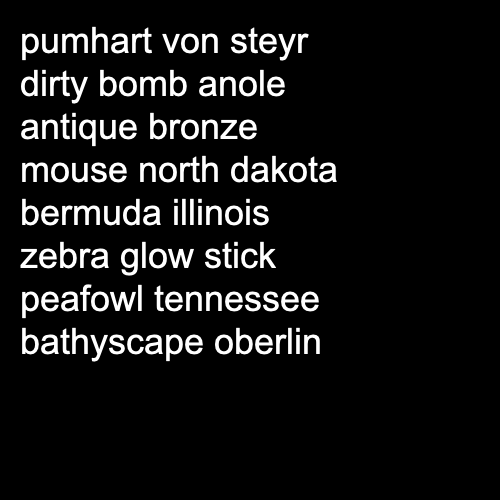 pumhart von steyr
dirty bomb anole
antique bronze
mouse north dakota
bermuda illinois
zebra glow stick
peafowl tennessee
bathyscape oberlin